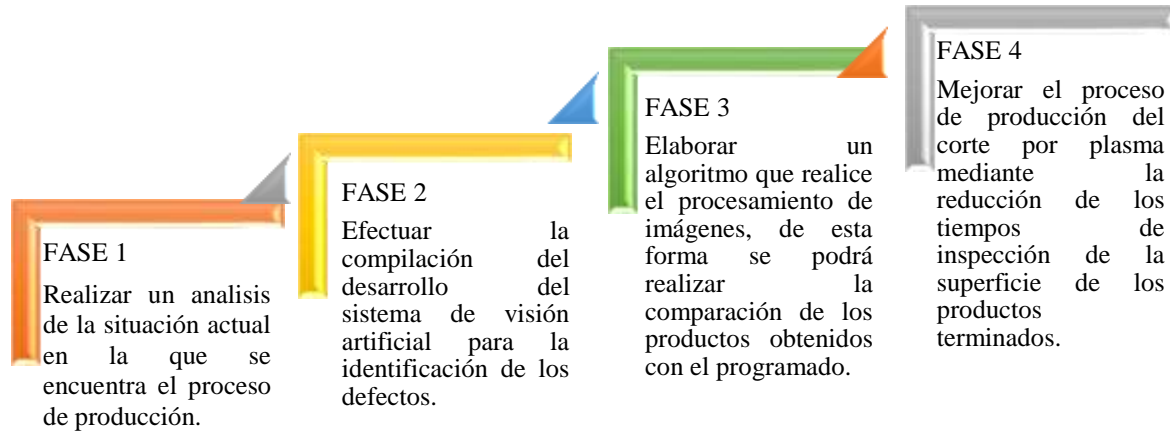 FASE 1
Realizar un analisis
de la situación actual
en la que se
encuentra el proceso
de producción.
FASE 2
Efectuar la
compilación del
desarrollo del
sistema de visión
artificial para la
identificación de los
defectos.
FASE 3
Elaborar un
algoritmo que realice
el procesamiento de
imágenes, de esta
forma se podrá
realizar la
comparación de los
productos obtenidos
con el programado.
FASE 4
Mejorar el proceso
de producción del
corte por plasma
mediante la
reducción de los
tiempos de
inspección de la
superficie de los
productos
terminados.